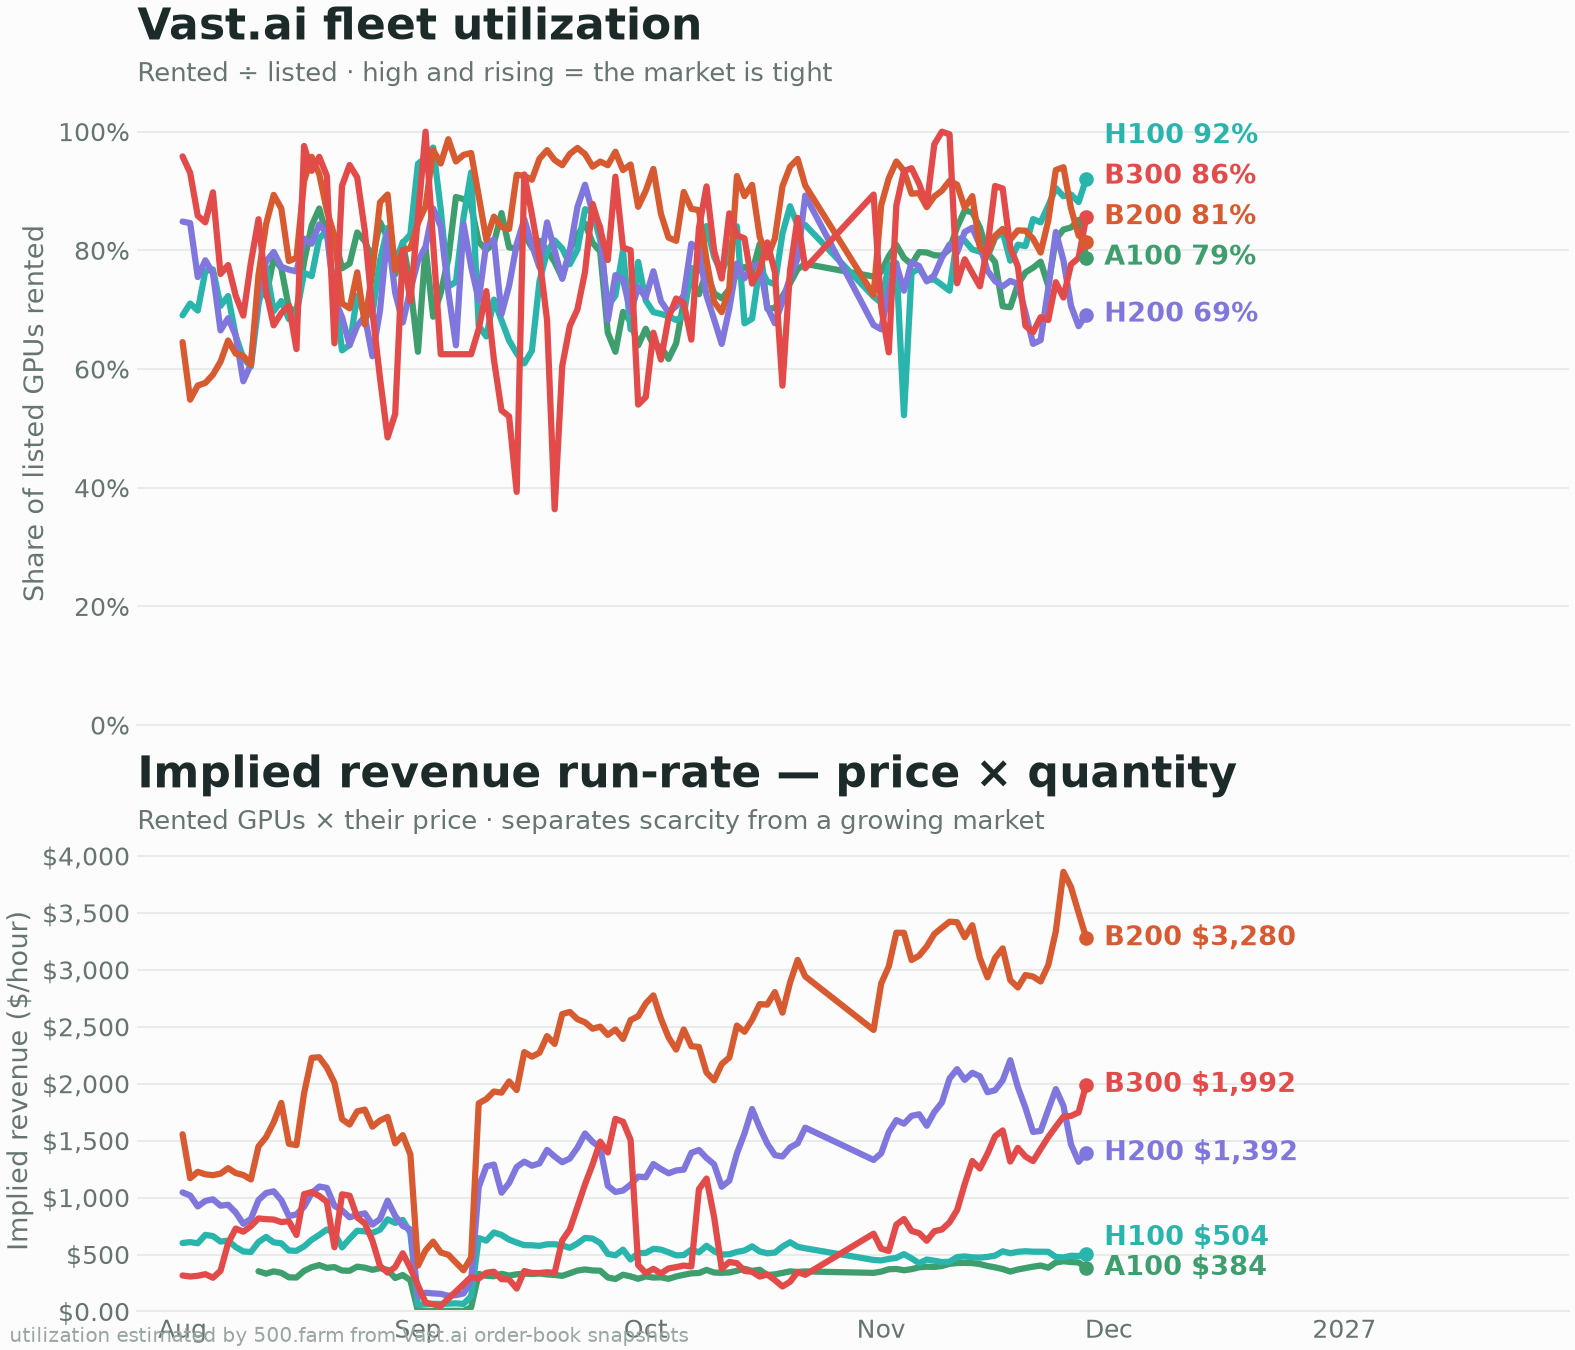 Vast.ai fleet utilization
Rented ÷ listed · high and rising = the market is tight
Share of listed GPUs rented
100%
80%
60%
40%
20%
0%
H100 92%
B300 86%
B200 81%
A100 79%
H200 69%
Implied revenue run-rate — price × quantity
Rented GPUs × their price · separates scarcity from a growing market
Implied revenue ($/hour)
$4,000
$3,500
$3,000
$2,500
$2,000
$1,500
$1,000
$500
$0.00
B200 $3,280
B300 $1,992
H200 $1,392
H100 $504
A100 $384
Aug Sep Oct Nov Dec 2027
utilization estimated by 500.farm from Vast.ai order-book snapshots